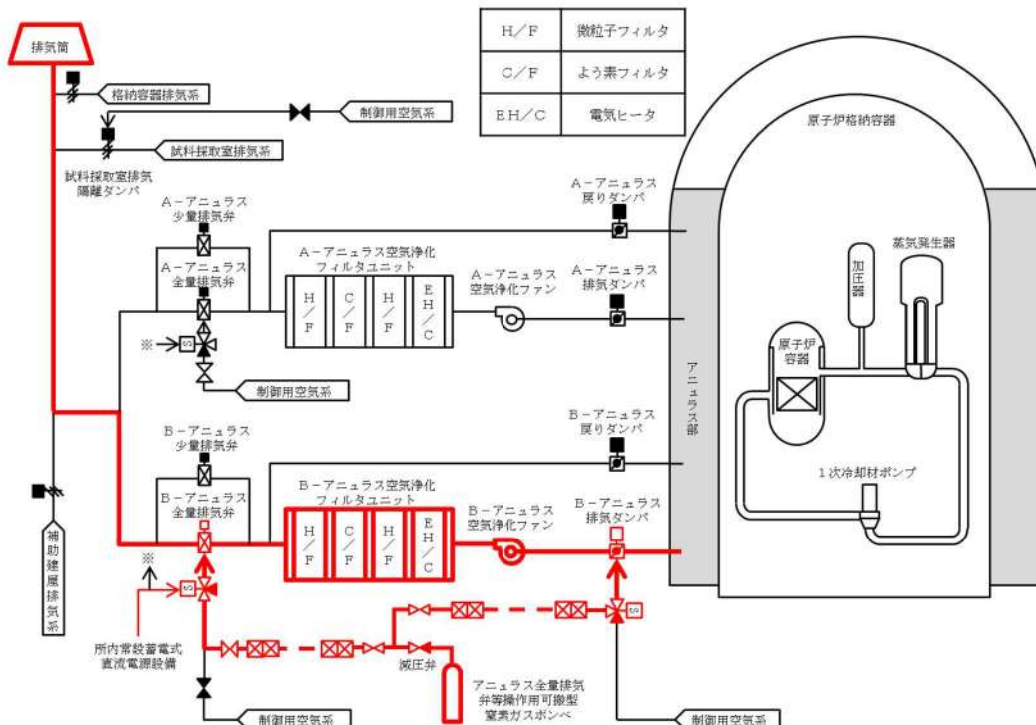 排気筒
格納容器排気系
制御用空気系
試料採取室排気系
試料採取室排気
隔離ダンパ
H/F 微粒子フィルタ
C/F よう素フィルタ
EH/C 電気ヒータ
原子炉格納容器
A-アニュラス
少量排気弁
A-アニュラス
戻りダンパ
A-アニュラス空気浄化
フィルタユニット
A-アニュラス
全量排気弁
A-アニュラス
空気浄化ファン
A-アニュラス
排気ダンパ
H/F
C/F
H/F
EH/C
蒸気発生器
加圧器
原子炉
容器
アニュラス部
1次冷却材ポンプ
※
S
制御用空気系
B-アニュラス
少量排気弁
B-アニュラス
戻りダンパ
B-アニュラス空気浄化
フィルタユニット
B-アニュラス
全量排気弁
B-アニュラス
空気浄化ファン
B-アニュラス
排気ダンパ
H/F
C/F
H/F
EH/C
補助建屋排気系
※
S
S
所内常設蓄電式
直流電源設備
減圧弁
アニュラス全量排気
弁等操作用可搬型
窒素ガスボンベ
制御用空気系
制御用空気系